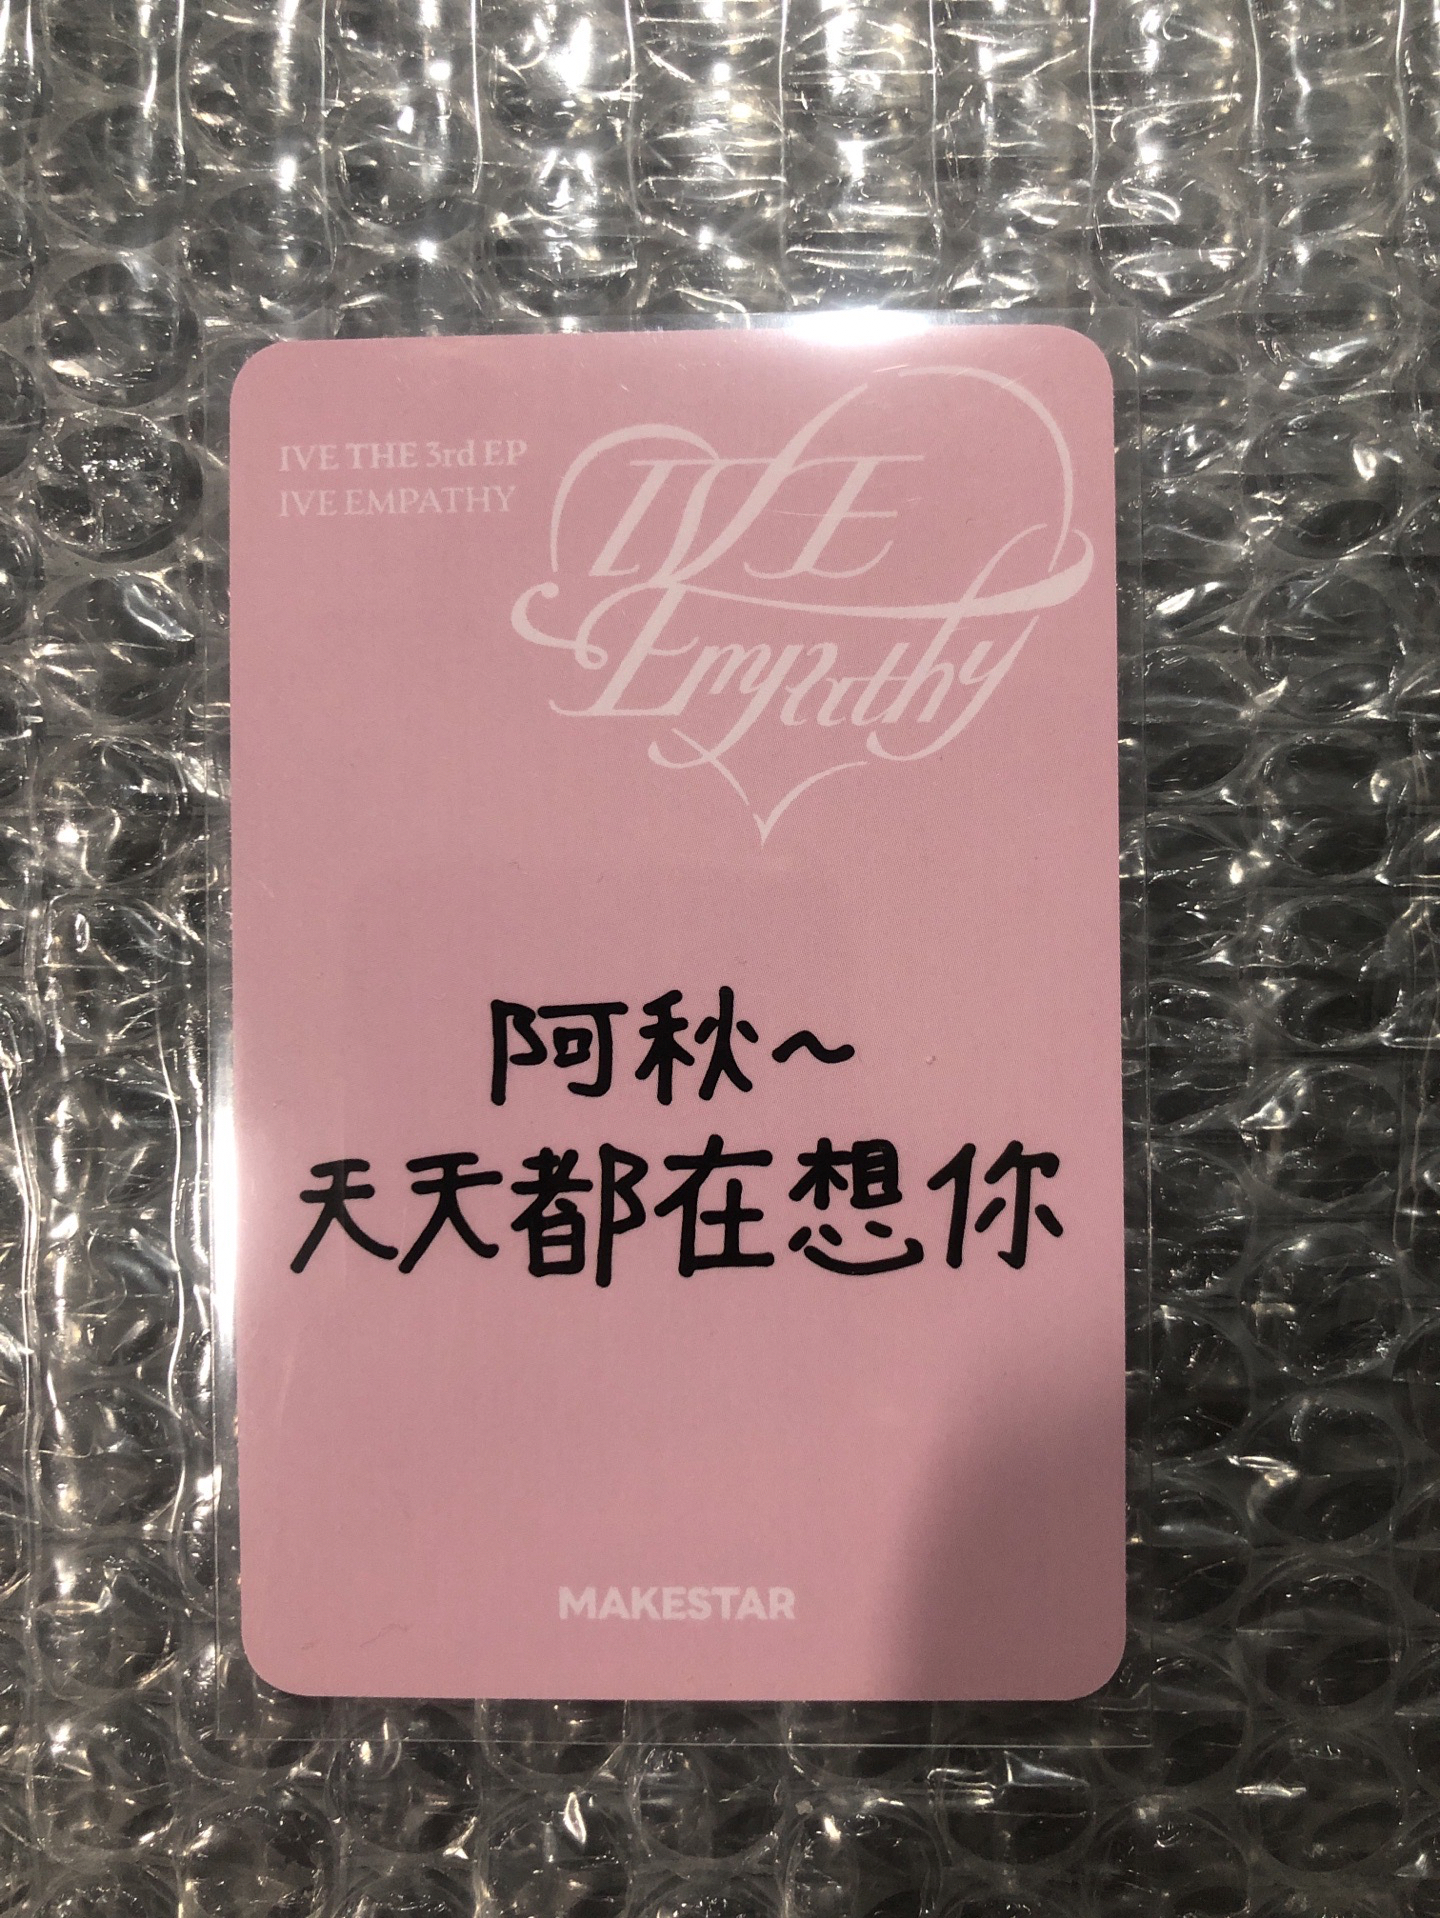 IVE THE 3rd EP
IVE EMPATHY
IVE
Empathy
阿秋~
天天都在想你
MAKESTAR